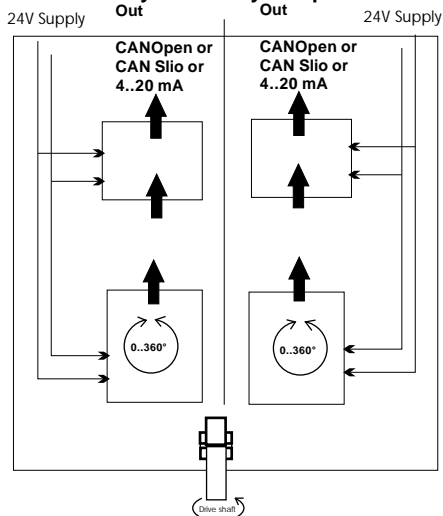 Out
Out
24V Supply
24V Supply
CANOpen or
CAN Slio or
4..20 mA
CANOpen or
CAN Slio or
4..20 mA
0..360°
0..360°
Drive shaft